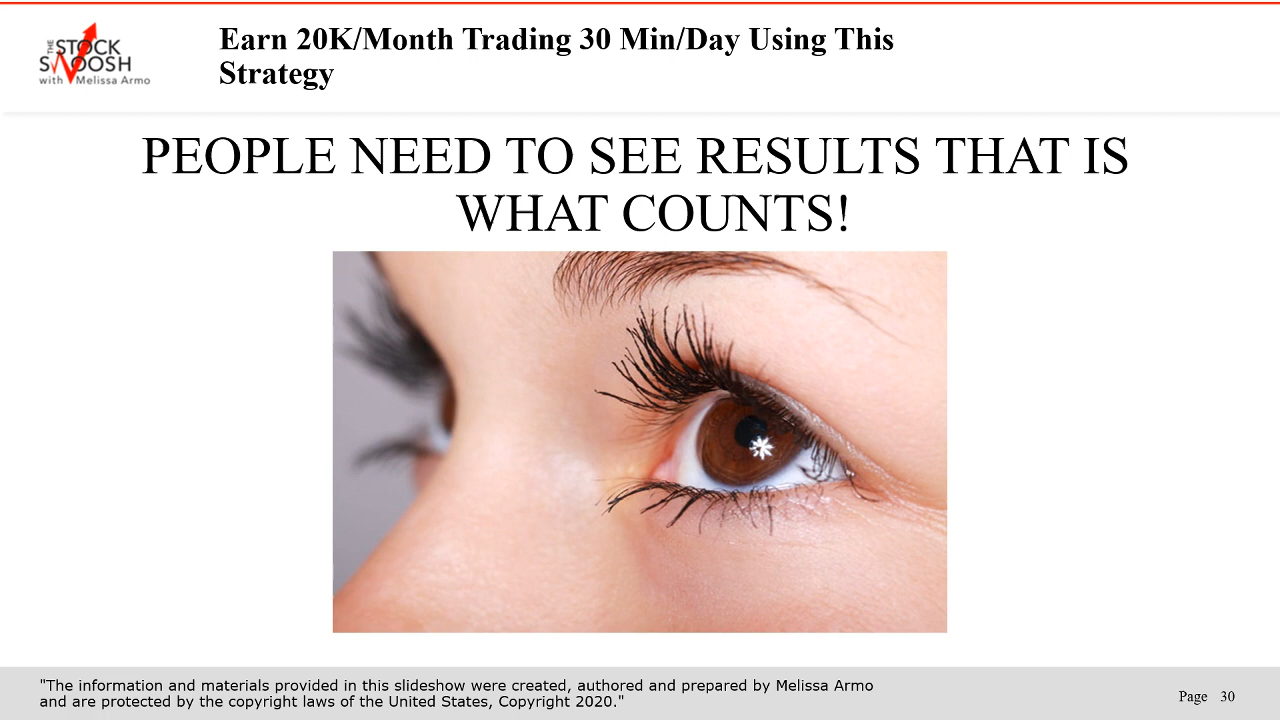 THE
STOCK
SWOOSH
with Melissa Armo
Earn 20K/Month Trading 30 Min/Day Using This
Strategy
PEOPLE NEED TO SEE RESULTS THAT IS
WHAT COUNTS!
"The information and materials provided in this slideshow were created, authored and prepared by Melissa Armo
and are protected by the copyright laws of the United States, Copyright 2020."
Page 30